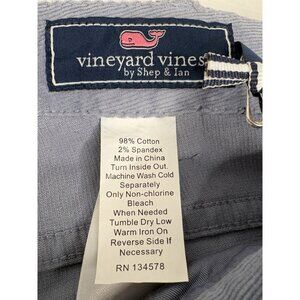 vineyard vines
by Shep & Ian
98% Cotton
2% Spandex
Made in China
Turn Inside Out.
Machine Wash Cold
Separately
Only Non-chlorine
Bleach
When Needed
Tumble Dry Low
Warm Iron On
Reverse Side If
Necessary
RN 134578